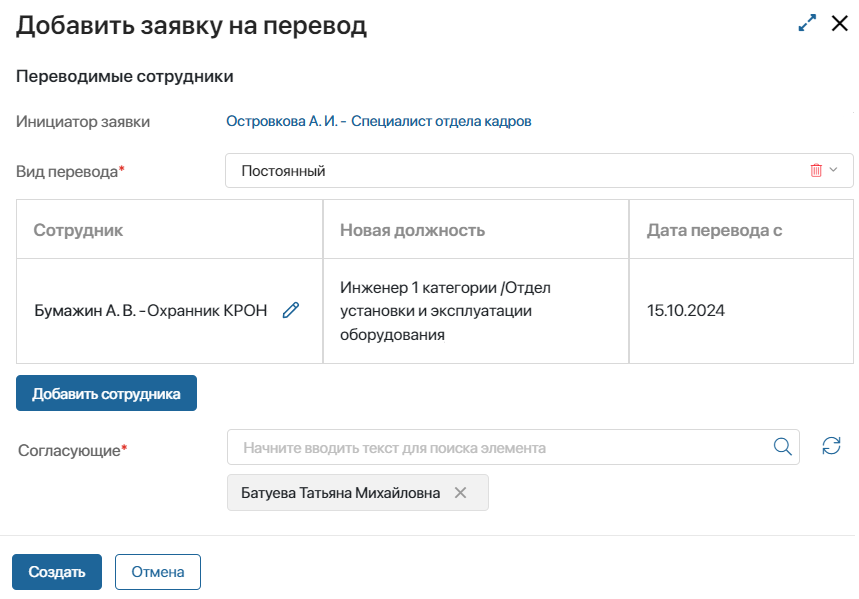 Добавить заявку на перевод
Переводимые сотрудники
Инициатор заявки
Островкова А. И. - Специалист отдела кадров
Вид перевода*
Постоянный
Сотрудник
Новая должность
Дата перевода с
Бумажин А. В. - Охранник КРОН
Инженер 1 категории /Отдел
установки и эксплуатации
оборудования
15.10.2024
Добавить сотрудника
Согласующие*
Начните вводить текст для поиска элемента
Батуева Татьяна Михайловна
Создать
Отмена